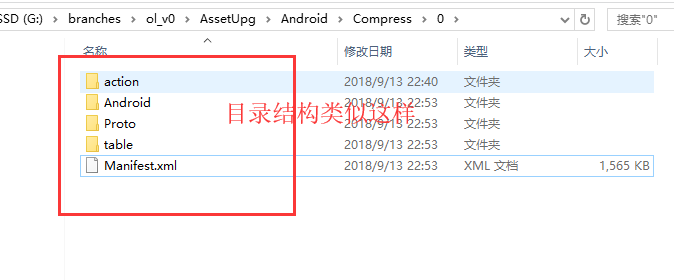 SSD (G:) › branches › ol_v0 › AssetUpg › Android › Compress › 0 › 搜索"0"
名称 修改日期 类型 大小
action 2018/9/13 22:40 文件夹
Android 2018/9/13 22:53 文件夹
目录结构类似这样
Proto 2018/9/13 22:53 文件夹
table 2018/9/13 22:53 文件夹
Manifest.xml 2018/9/13 22:53 XML 文档 1,565 KB